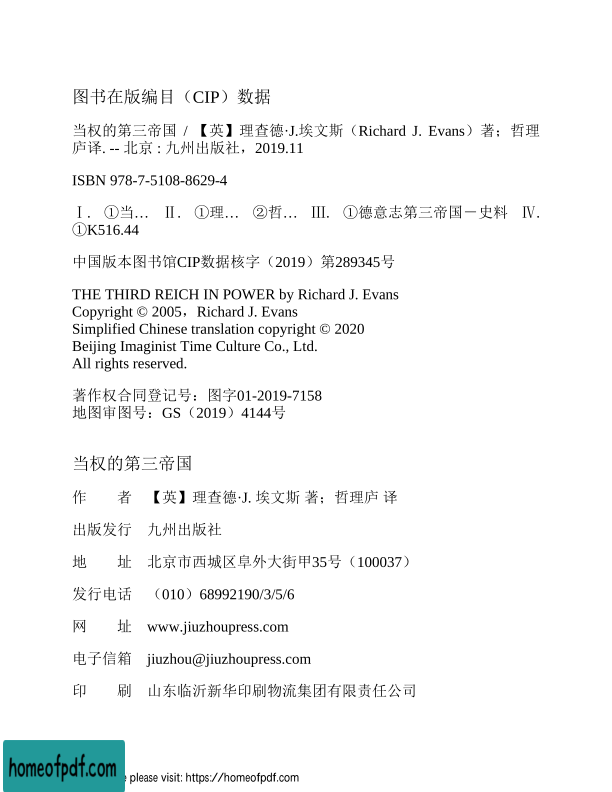 图书在版编目（CIP）数据
当权的第三帝国 / 【英】理查德·J.埃文斯（Richard J. Evans）著；哲理
庐译. -- 北京 : 九州出版社，2019.11
ISBN 978-7-5108-8629-4
Ⅰ. ①当… Ⅱ. ①理… ②哲… Ⅲ. ①德意志第三帝国－史料 Ⅳ.
①K516.44
中国版本图书馆CIP数据核字（2019）第289345号
THE THIRD REICH IN POWER by Richard J. Evans
Copyright © 2005，Richard J. Evans
Simplified Chinese translation copyright © 2020
Beijing Imaginist Time Culture Co., Ltd.
All rights reserved.
著作权合同登记号：图字01-2019-7158
地图审图号：GS（2019）4144号
当权的第三帝国
作　　者　【英】理查德·J. 埃文斯 著；哲理庐 译
出版发行　九州出版社
地　　址　北京市西城区阜外大街甲35号（100037）
发行电话　（010）68992190/3/5/6
网　　址　www.jiuzhoupress.com
电子信箱　jiuzhou@jiuzhoupress.com
印　　刷　山东临沂新华印刷物流集团有限责任公司
homeofpdf.com
please visit: https://homeofpdf.com